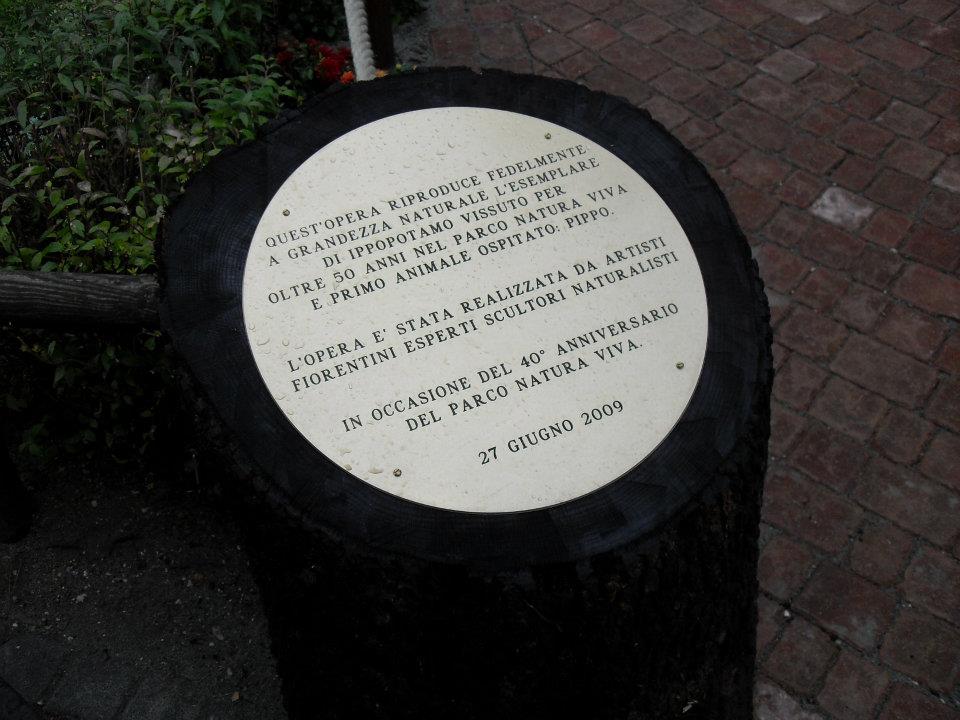 QUEST'OPERA RIPRODUCE FEDELMENTE
A GRANDEZZA NATURALE L'ESEMPLARE
DI IPPOPOTAMO VISSUTO PER
OLTRE 50 ANNI NEL PARCO NATURA VIVA
E PRIMO ANIMALE OSPITATO: PIPPO.
L'OPERA E' STATA REALIZZATA DA ARTISTI
FIORENTINI ESPERTI SCULTORI NATURALISTI
IN OCCASIONE DEL 40° ANNIVERSARIO
DEL PARCO NATURA VIVA.
27 GIUGNO 2009